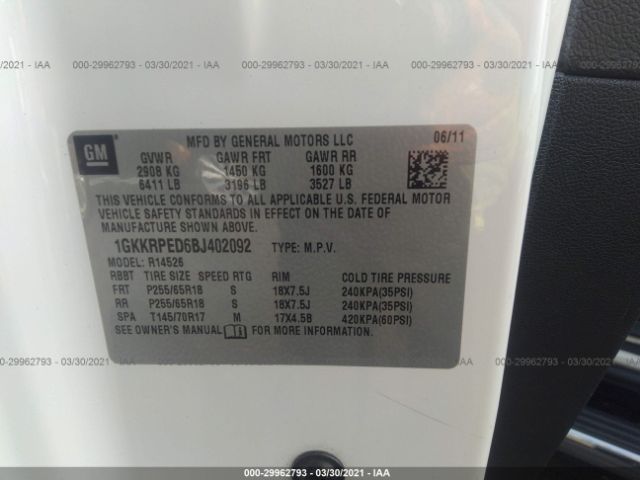 000-29962793 - 03/30/2021 - IAA
GM
MFD BY GENERAL MOTORS LLC 06/11
GVWR GAWR FRT GAWR RR
2908 KG 1450 KG 1600 KG
6411 LB 3196 LB 3527 LB
THIS VEHICLE CONFORMS TO ALL APPLICABLE U.S. FEDERAL MOTOR
VEHICLE SAFETY STANDARDS IN EFFECT ON THE DATE OF
MANUFACTURE SHOWN ABOVE.
1GKKRPED6BJ402092 TYPE: M.P.V.
MODEL: R14526
RBBT TIRE SIZE SPEED RTG RIM COLD TIRE PRESSURE
FRT P255/65R18 S 18X7.5J 240KPA(35PSI)
RR P255/65R18 S 18X7.5J 240KPA(35PSI)
SPA T145/70R17 M 17X4.5B 420KPA(60PSI)
SEE OWNER'S MANUAL FOR MORE INFORMATION.
000-29962793 - 03/30/2021 - IAA